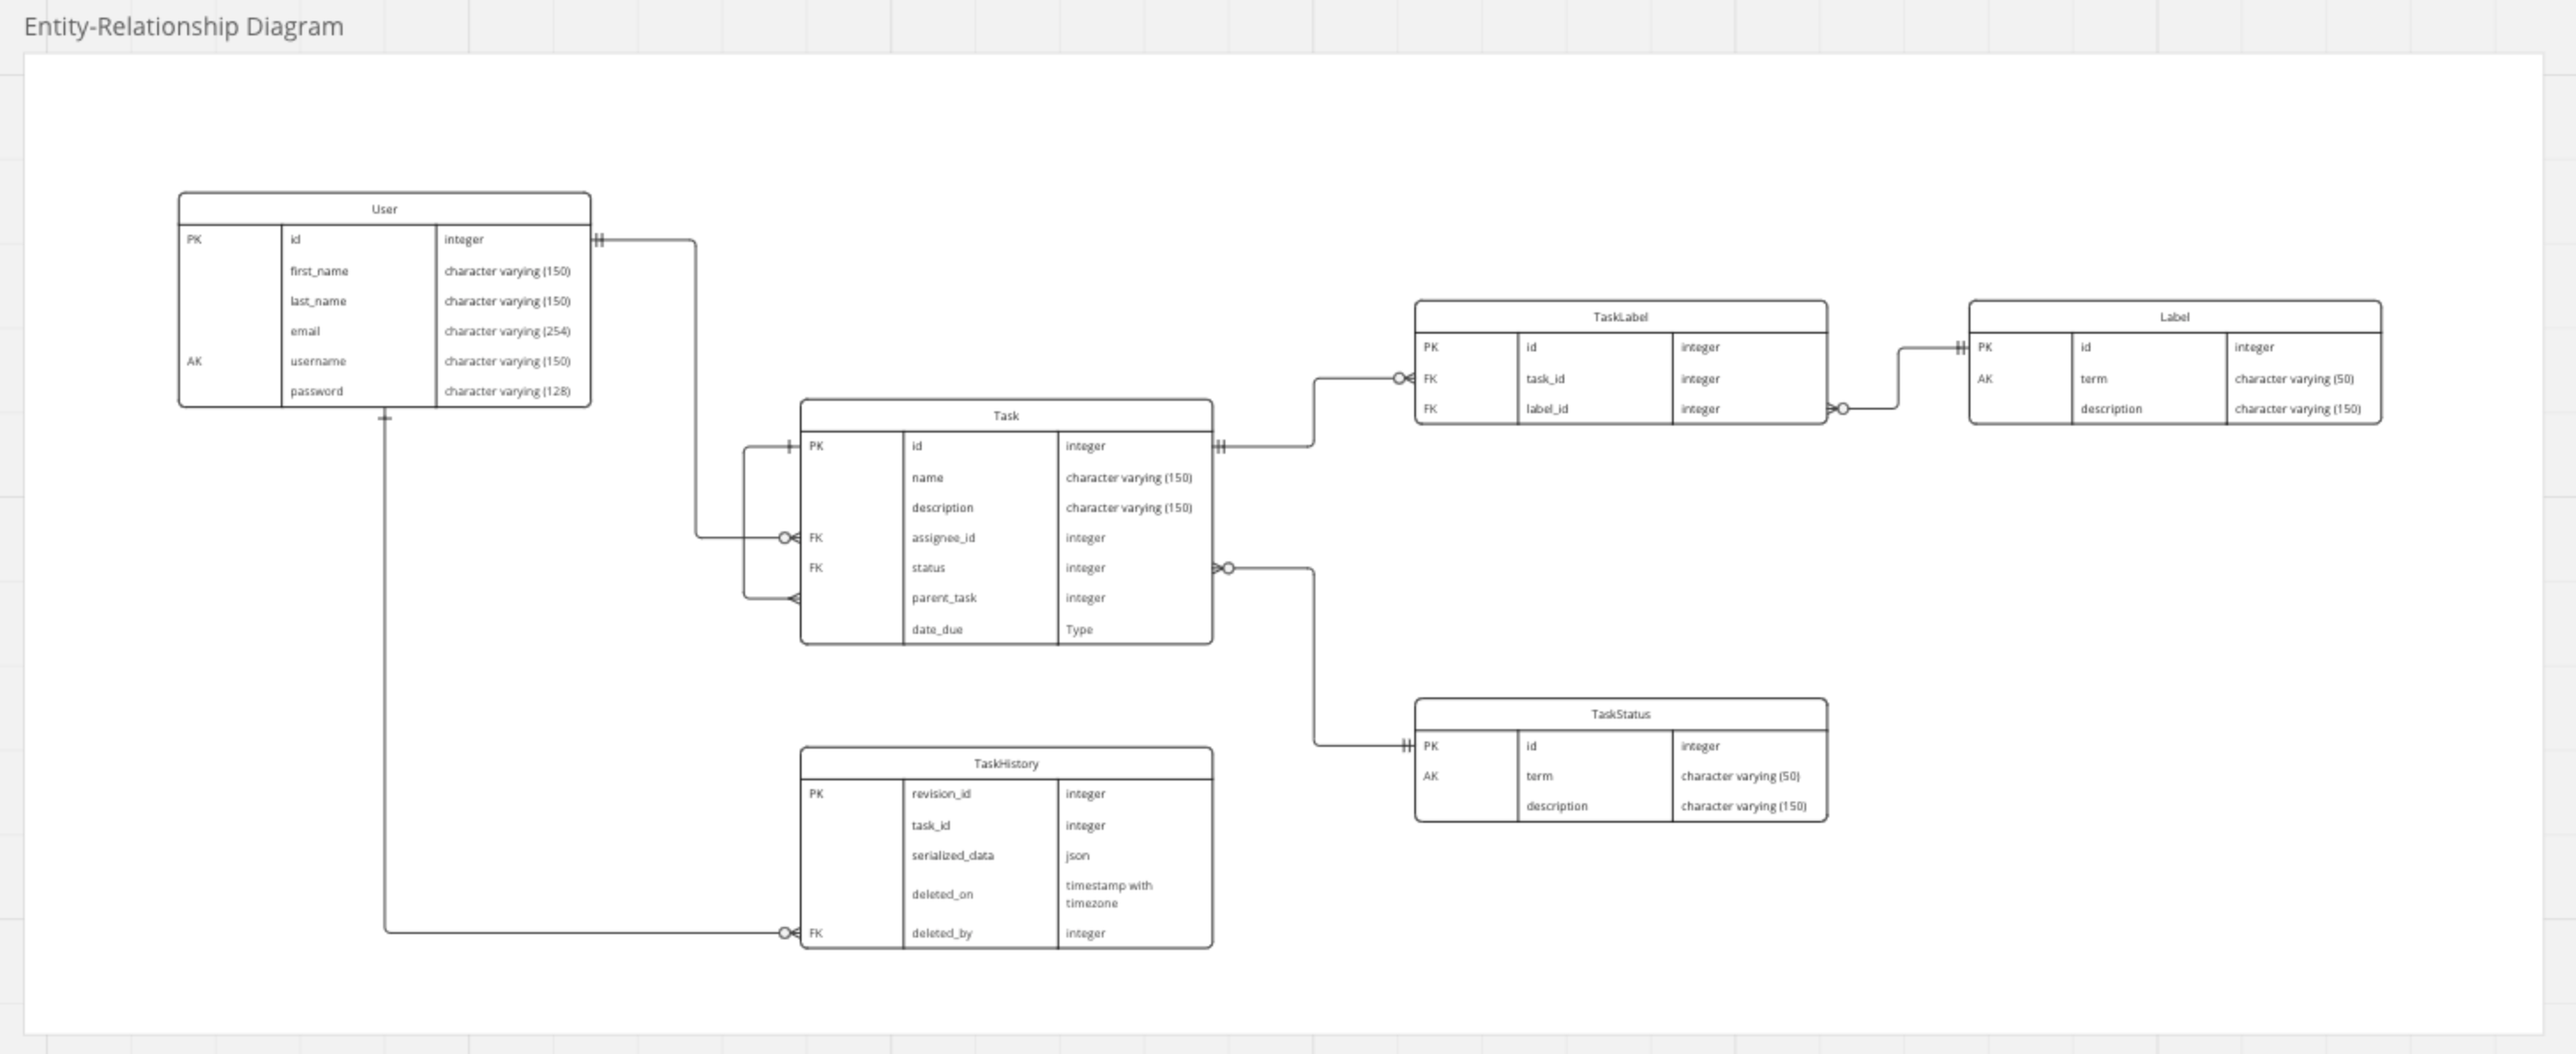 Entity-Relationship Diagram
User
PK id integer
first_name character varying (150)
last_name character varying (150)
email character varying (254)
AK username character varying (150)
password character varying (128)
Task
PK id integer
name character varying (150)
description character varying (150)
FK assignee_id integer
FK status integer
parent_task integer
date_due Type
TaskLabel
PK id integer
FK task_id integer
FK label_id integer
Label
PK id integer
AK term character varying (50)
description character varying (150)
TaskHistory
PK revision_id integer
task_id integer
serialized_data json
deleted_on timestamp with
timezone
FK deleted_by integer
TaskStatus
PK id integer
AK term character varying (50)
description character varying (150)